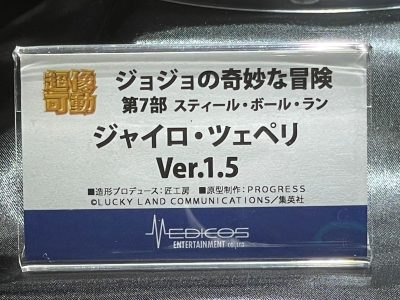 超像可動
ジョジョの奇妙な冒険
第7部 スティール・ボール・ラン
ジャイロ・ツェペリ
Ver.1.5
■造形プロデュース：匠工房 ■原型制作：PROGRESS
©LUCKY LAND COMMUNICATIONS／集英社
MEDICOS
ENTERTAINMENT co.,ltd